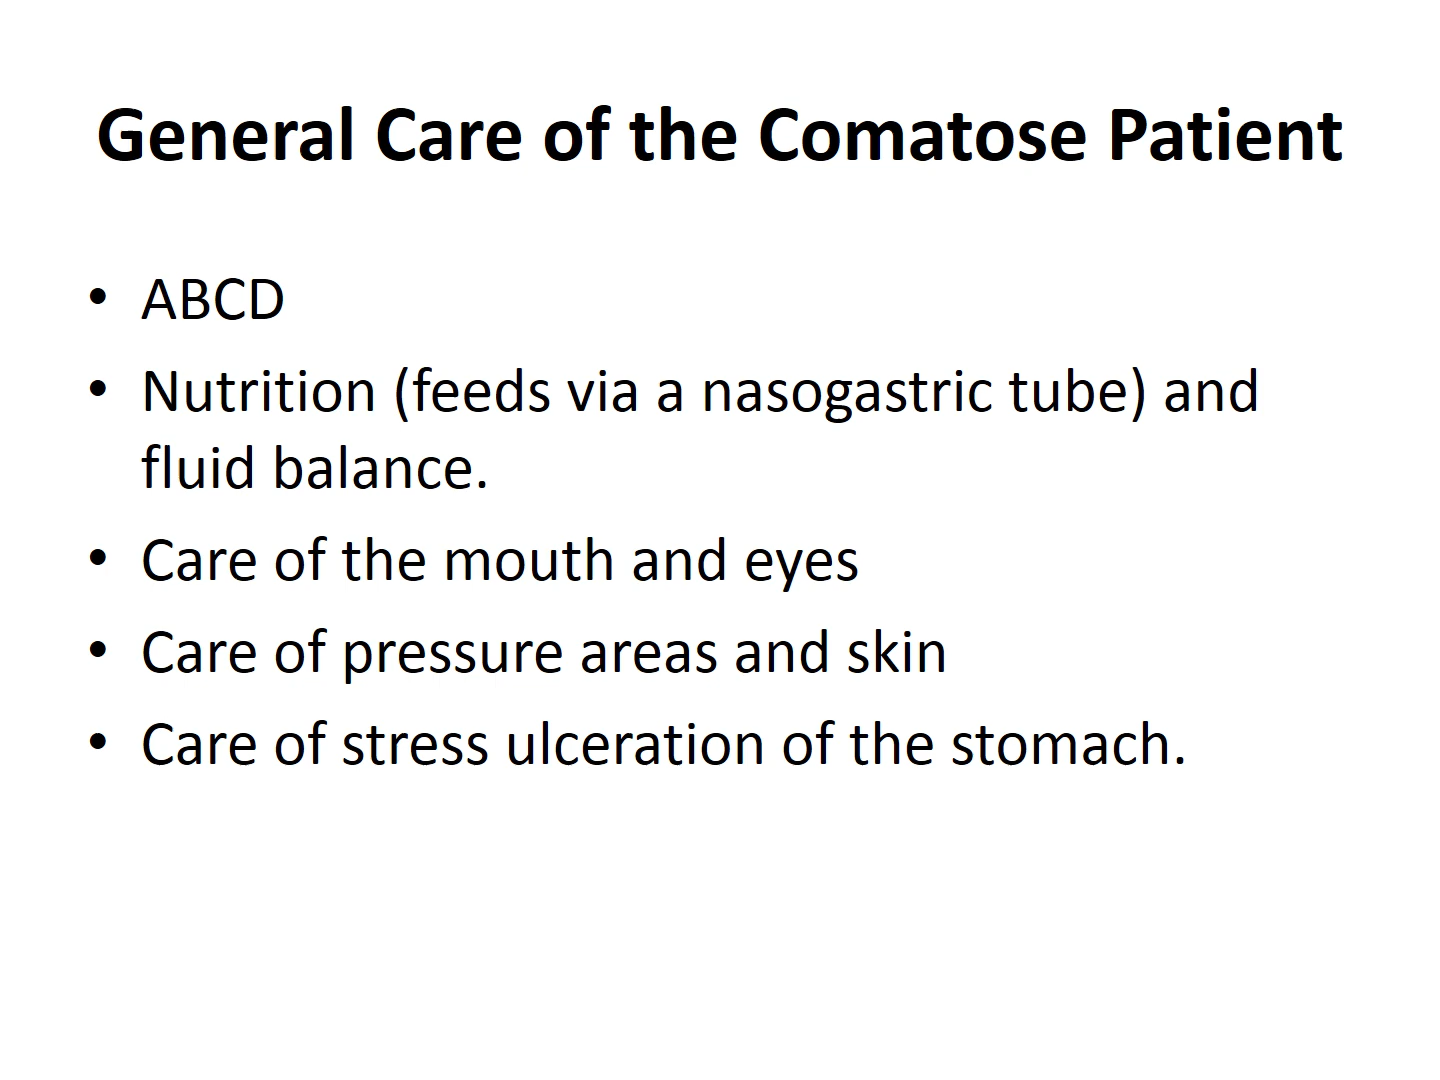 General Care of the Comatose Patient
• ABCD
• Nutrition (feeds via a nasogastric tube) and
fluid balance.
• Care of the mouth and eyes
• Care of pressure areas and skin
• Care of stress ulceration of the stomach.